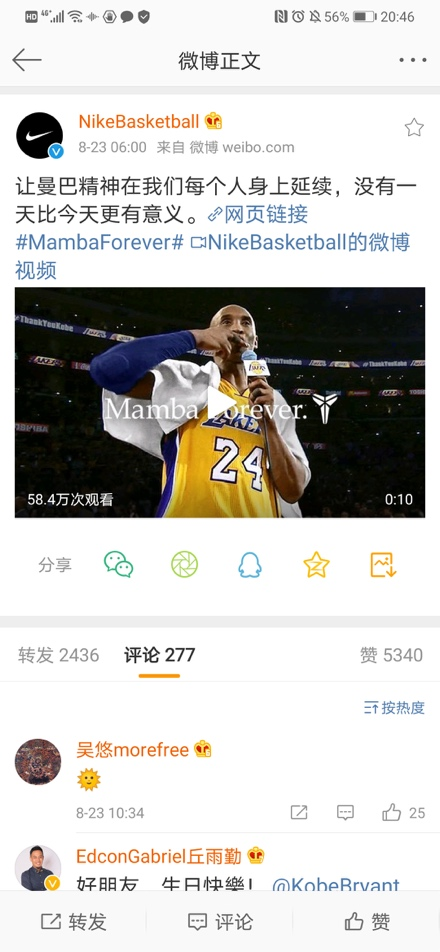 HD 4G 56% 20:46
微博正文
NikeBasketball
8-23 06:00 来自 微博 weibo.com
让曼巴精神在我们每个人身上延续，没有一
天比今天更有意义。网页链接
#MambaForever# NikeBasketball的微博
视频
#ThankYouKobe
#ThankYouKobe
LAKERS
Mamba Forever.
LAKERS
24
58.4万次观看 0:10
分享
转发 2436 评论 277 赞 5340
按热度
吴悠morefree
8-23 10:34 25
EdconGabriel丘雨勤
好朋友，生日快樂！ @KobeBryant
转发 评论 赞